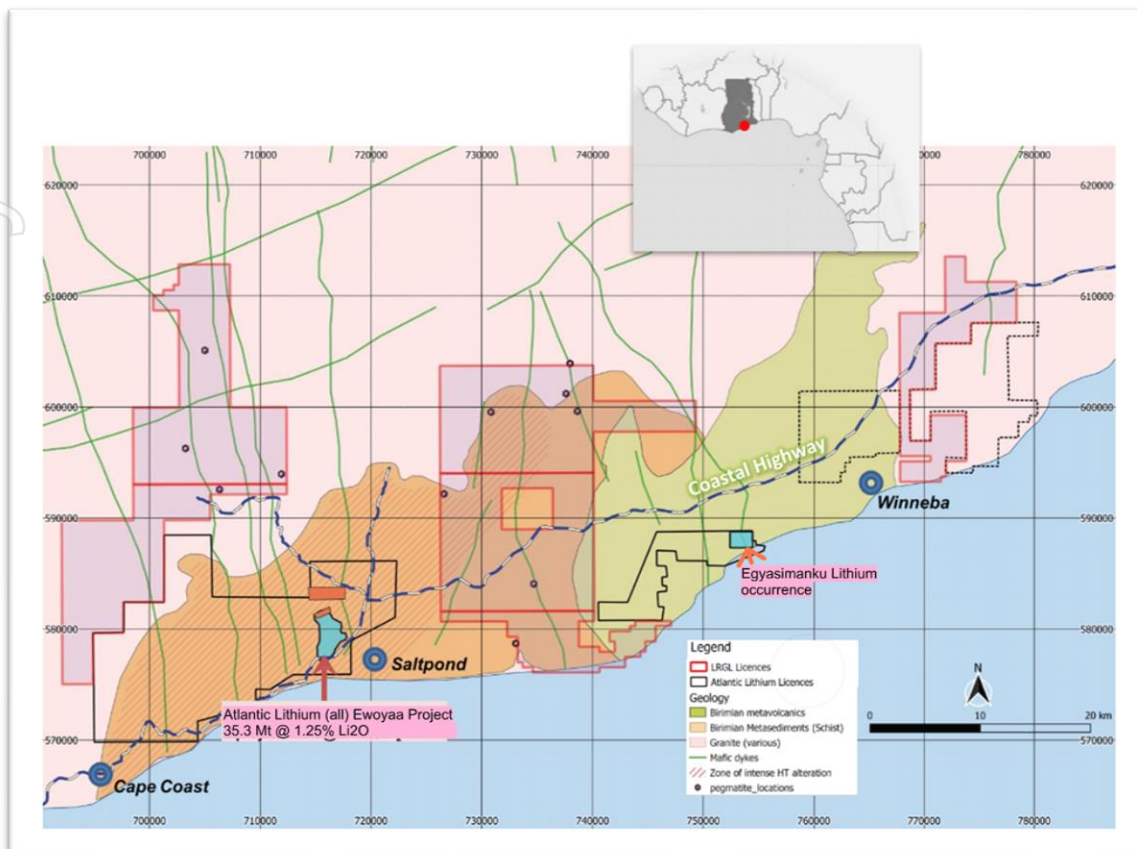 700000
710000
720000
730000
740000
770000
780000
620000
620000
610000
610000
600000
600000
590000
590000
580000
580000
570000
570000
Coastal Highway
Winneba
Egyasimanku Lithium
occurrence
Saltpond
Atlantic Lithium (all) Ewoyaa Project
35.3 Mt @ 1.25% Li2O
Cape Coast
Legend
LRGL Licences
Atlantic Lithium Licences
Geology
Birimian metavolcanics
Birimian Metasediments (Schist)
Granite (various)
Mafic dykes
Zone of intense HT alteration
pegmatite_locations
N
0
10
20 km
700000
710000
720000
730000
740000
750000
760000
770000
780000